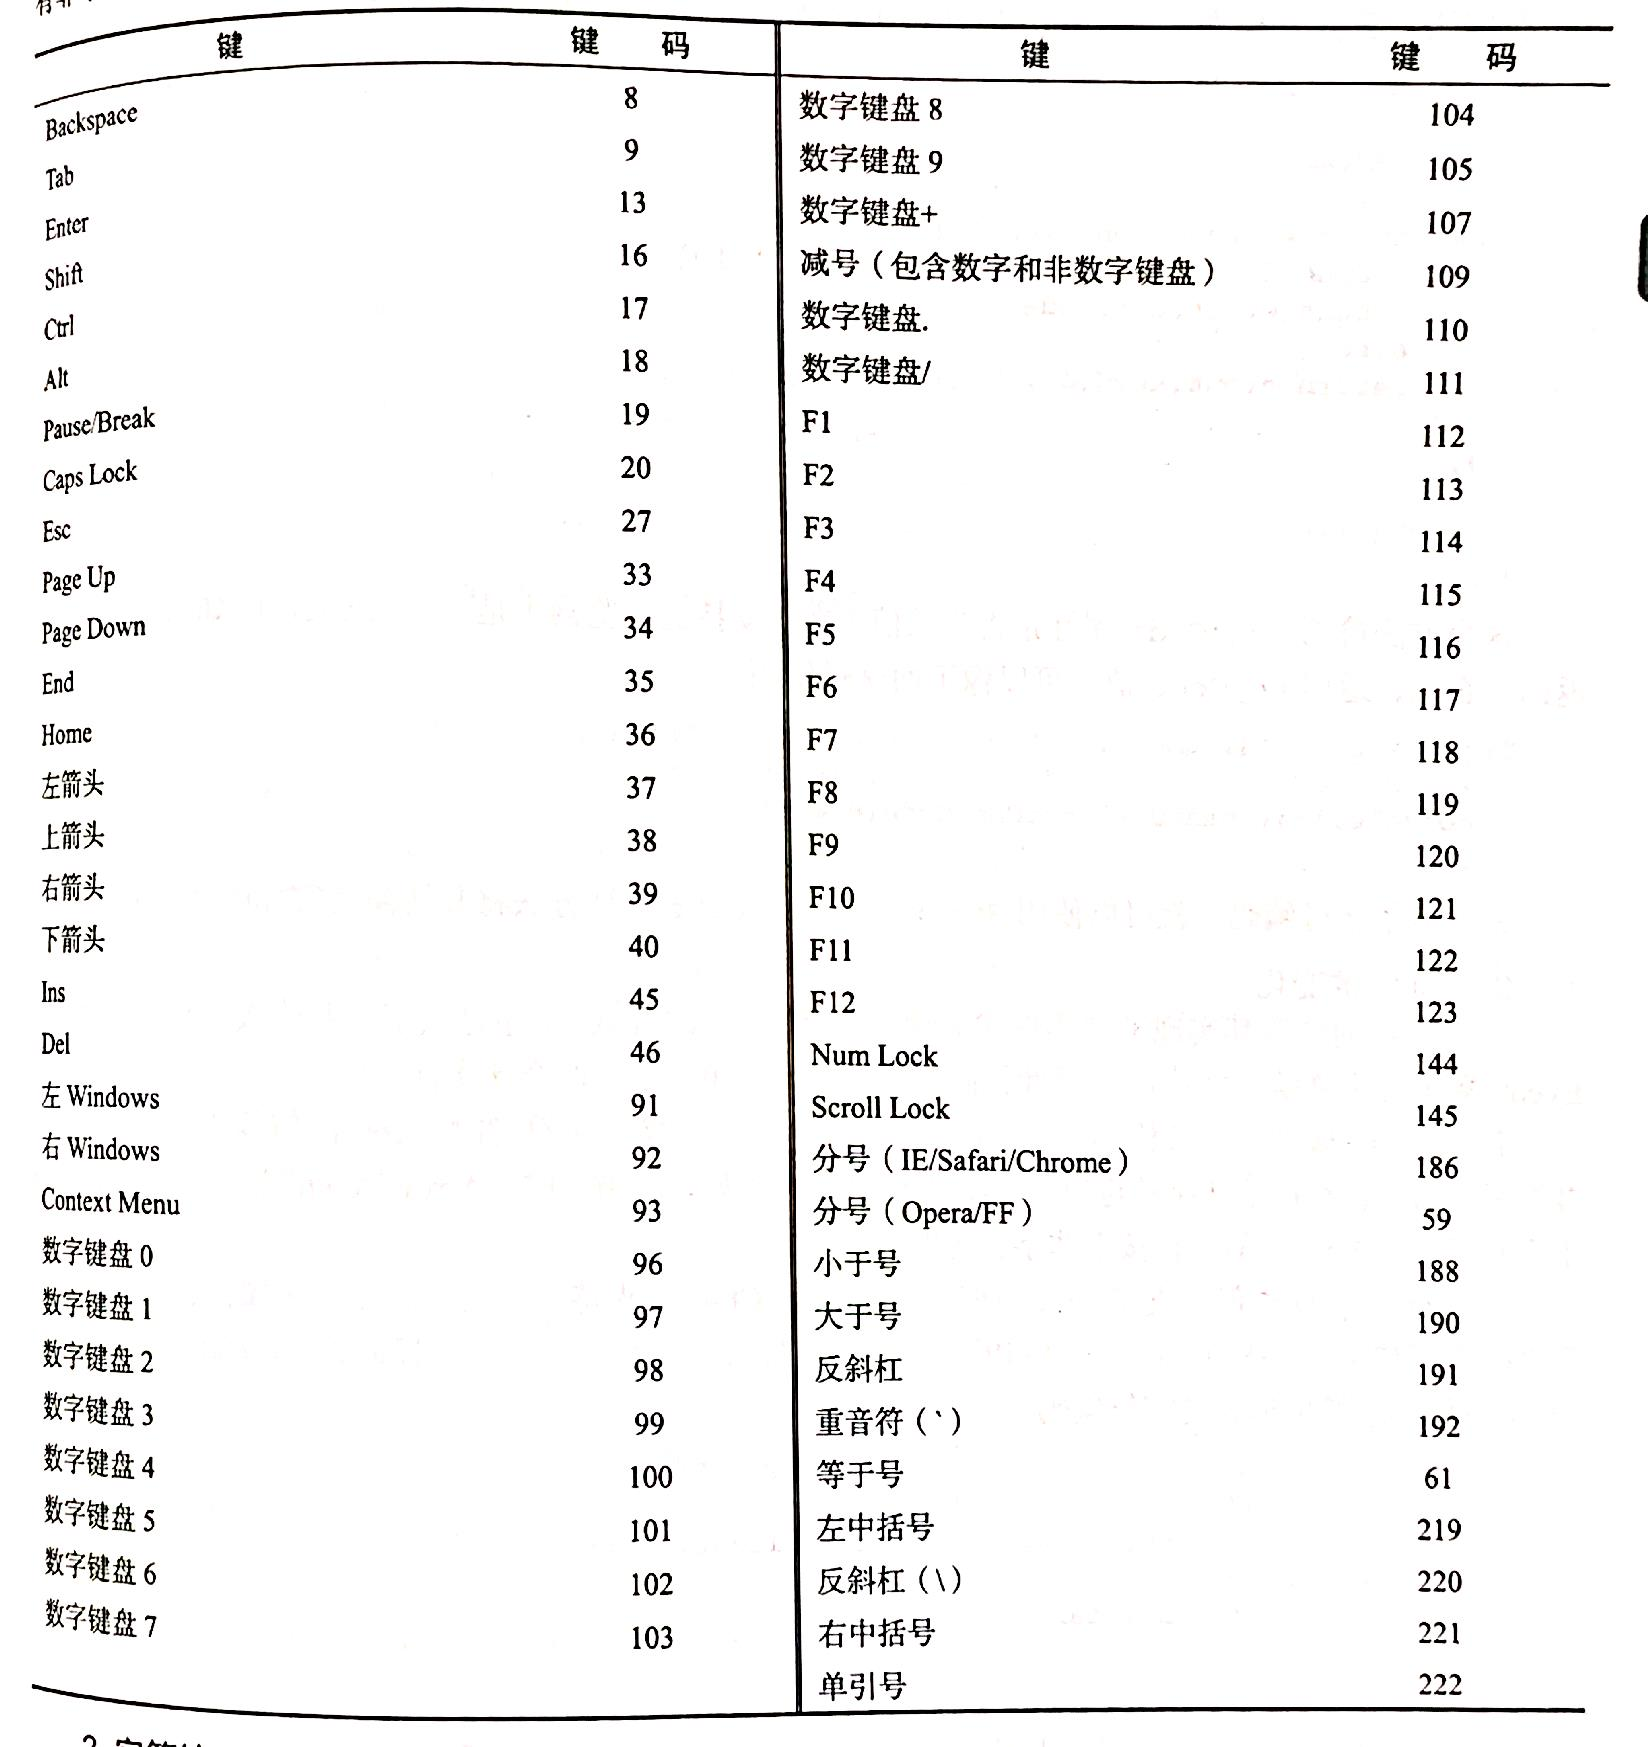 键 键 码
Backspace 8
Tab 9
Enter 13
Shift 16
Ctrl 17
Alt 18
Pause/Break 19
Caps Lock 20
Esc 27
Page Up 33
Page Down 34
End 35
Home 36
左箭头 37
上箭头 38
右箭头 39
下箭头 40
Ins 45
Del 46
左 Windows 91
右 Windows 92
Context Menu 93
数字键盘 0 96
数字键盘 1 97
数字键盘 2 98
数字键盘 3 99
数字键盘 4 100
数字键盘 5 101
数字键盘 6 102
数字键盘 7 103
键 键 码
数字键盘 8 104
数字键盘 9 105
数字键盘+ 107
减号（包含数字和非数字键盘） 109
数字键盘. 110
数字键盘/ 111
F1 112
F2 113
F3 114
F4 115
F5 116
F6 117
F7 118
F8 119
F9 120
F10 121
F11 122
F12 123
Num Lock 144
Scroll Lock 145
分号（IE/Safari/Chrome） 186
分号（Opera/FF） 59
小于号 188
大于号 190
反斜杠 191
重音符（`） 192
等于号 61
左中括号 219
反斜杠（\） 220
右中括号 221
单引号 222